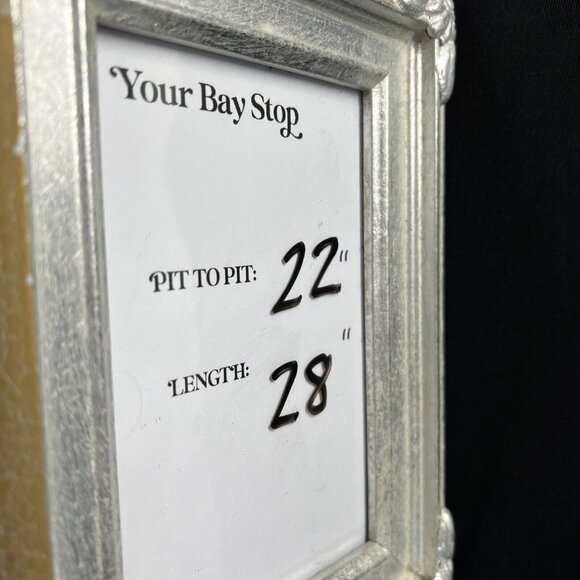 Your Bay Stop
PIT TO PIT: 22"
LENGTH: 28"